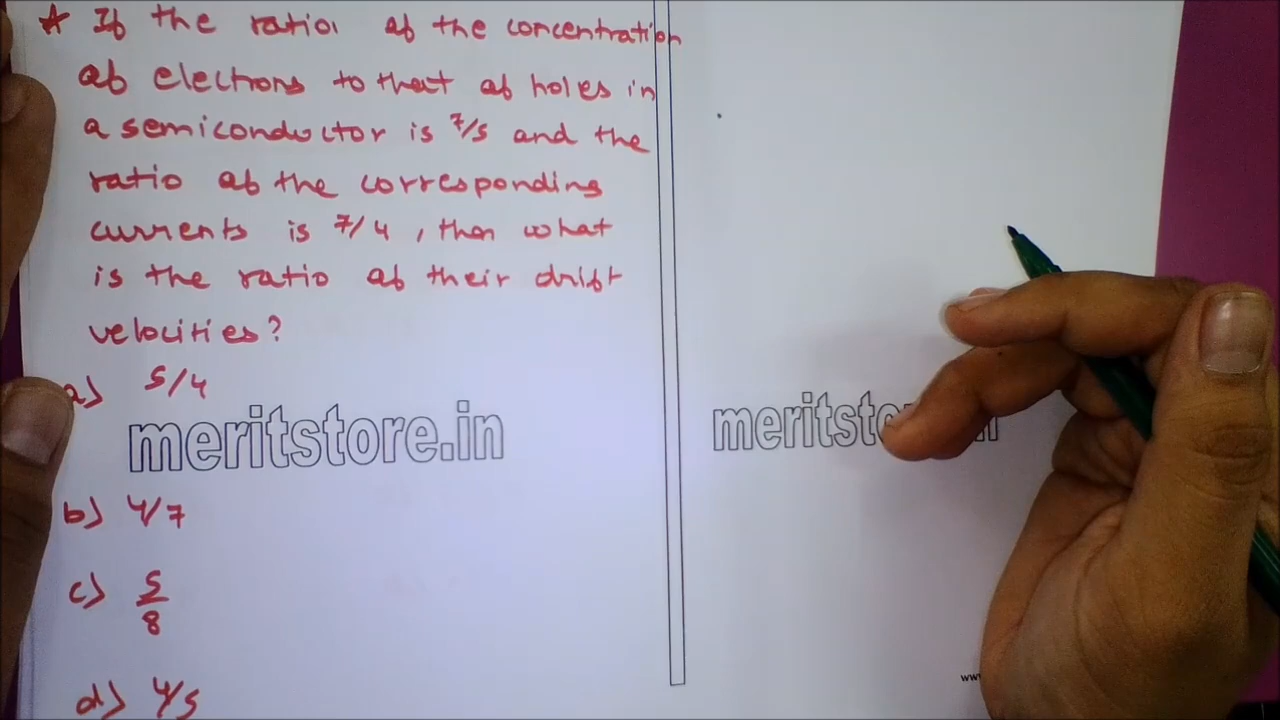 * If the ratio of the concentration
of electrons to that of holes in
a semiconductor is 7/5 and the
ratio of the corresponding
currents is 7/4, then what
is the ratio of their drift
velocities?
a) 5/4
meritstore.in
b) 4/7
c) 5/8
d) 4/5